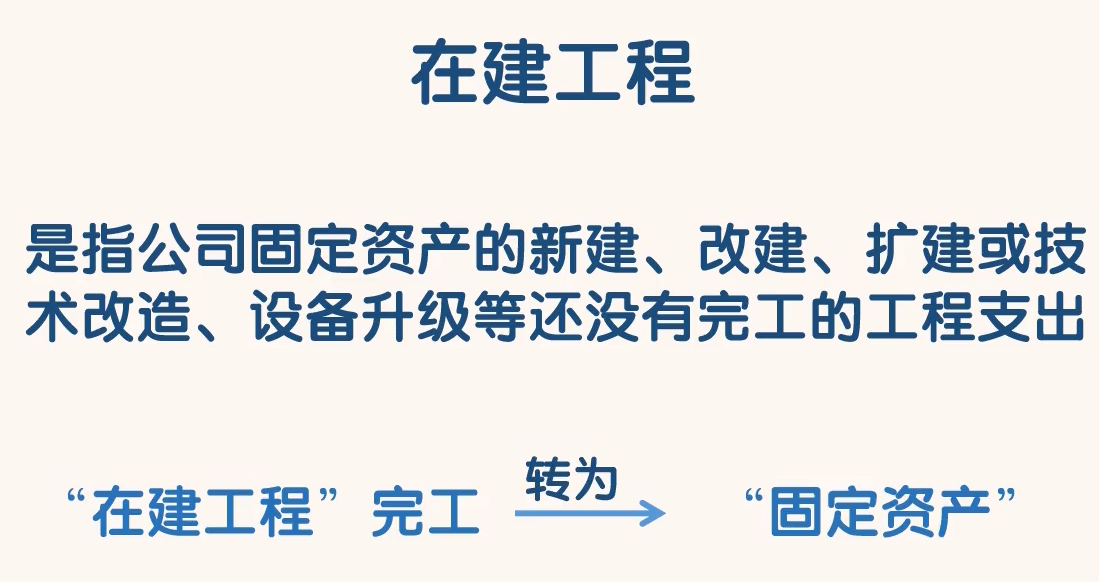 在建工程
是指公司固定资产的新建、改建、扩建或技
术改造、设备升级等还没有完工的工程支出
转为
“在建工程”完工 “固定资产”